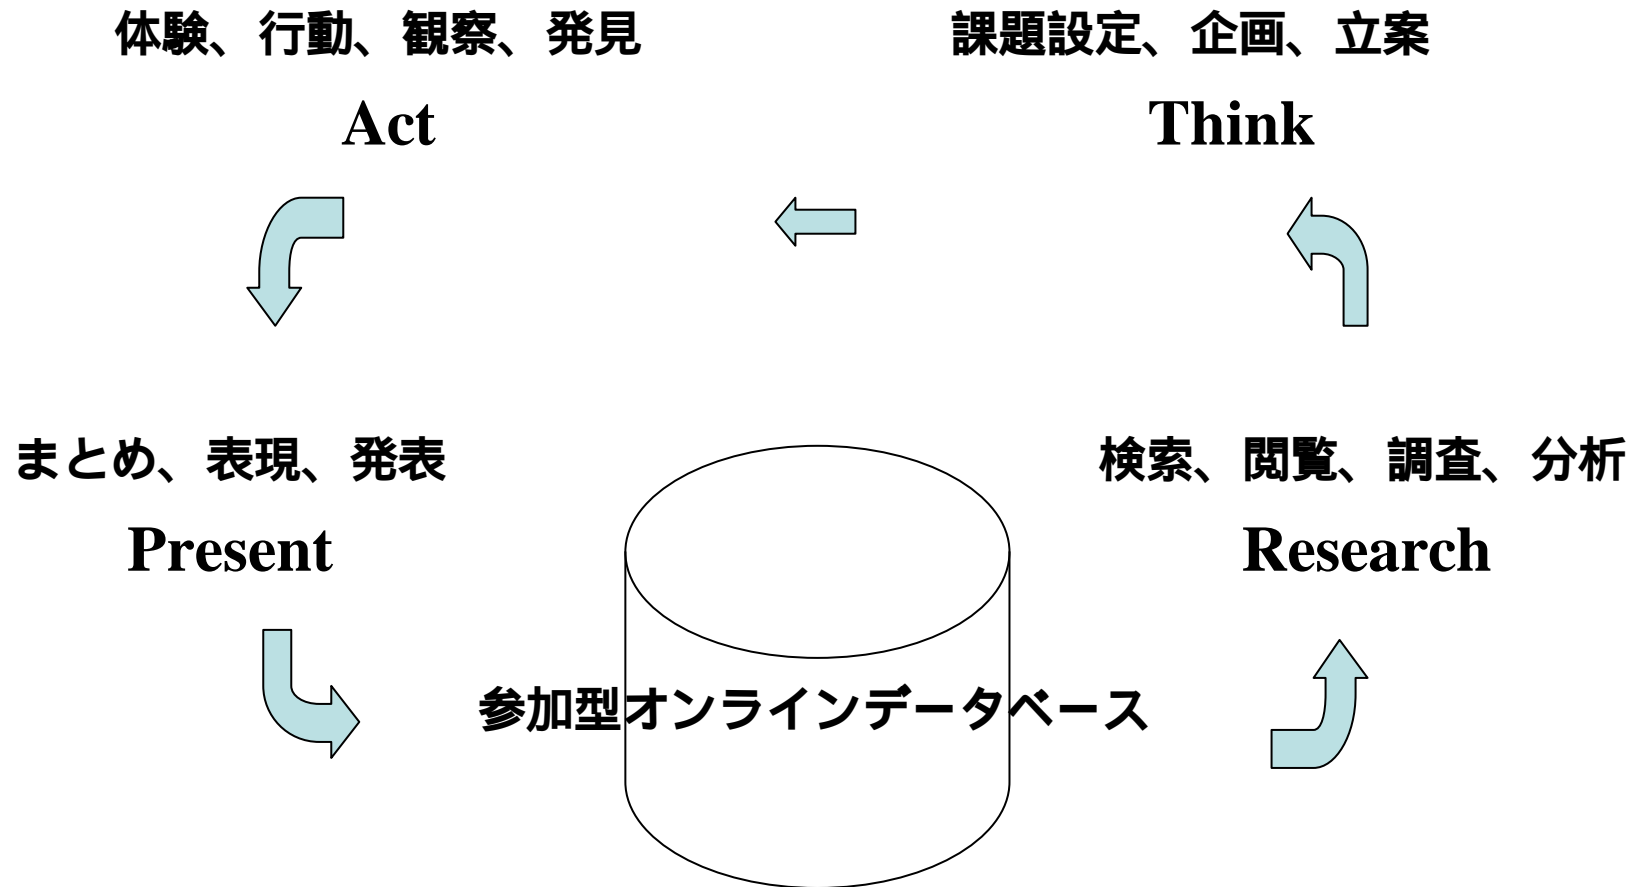 体験、行動、観察、発見
課題設定、企画、立案
Act
Think
まとめ、表現、発表
検索、閲覧、調査、分析
Present
Research
参加型オンラインデータベース